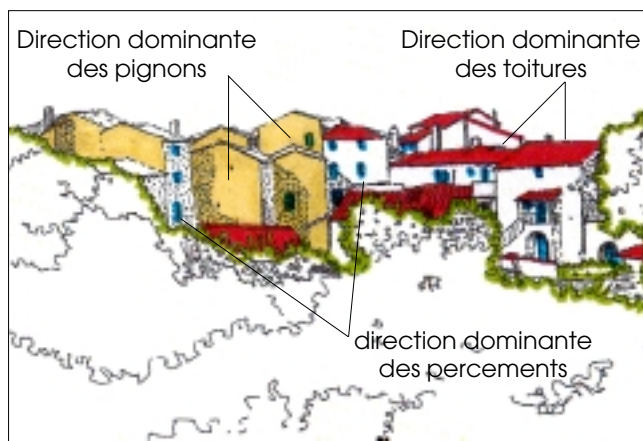 Direction dominante
des pignons
Direction dominante
des toitures
direction dominante
des percements